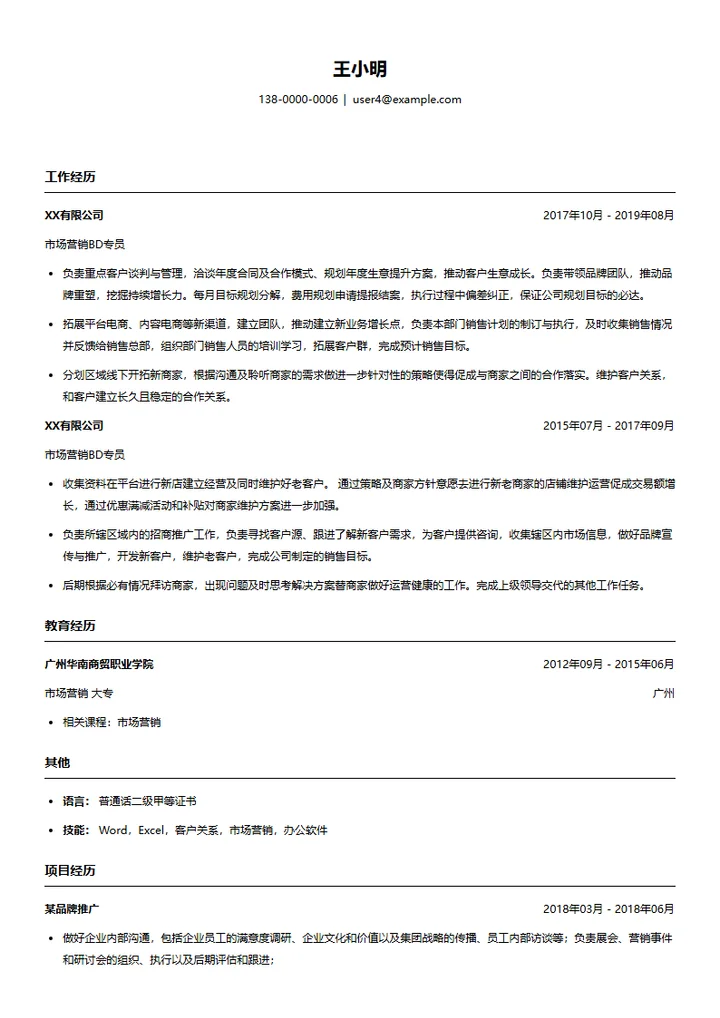 王小明
138-0000-0006 | user4@example.com
工作经历
XX有限公司 2017年10月 - 2019年08月
市场营销BD专员
• 负责重点客户谈判与管理，洽谈年度合同及合作模式、规划年度生意提升方案，推动客户生意成长。负责带领品牌团队，推动品
牌重塑，挖掘持续增长力。每月目标规划分解，费用规划申请提报结案，执行过程中偏差纠正，保证公司规划目标的必达。
• 拓展平台电商、内容电商等新渠道，建立团队，推动建立新业务增长点，负责本部门销售计划的制订与执行，及时收集销售情况
并反馈给销售总部，组织部门销售人员的培训学习，拓展客户群，完成预计销售目标。
• 分划区域线下开拓新商家，根据沟通及聆听商家的需求做进一步针对性的策略使得促成与商家之间的合作落实。维护客户关系，
和客户建立长久且稳定的合作关系。
XX有限公司 2015年07月 - 2017年09月
市场营销BD专员
• 收集资料在平台进行新店建立经营及同时维护好老客户。 通过策略及商家方针意愿去进行新老商家的店铺维护运营促成交易额增
长，通过优惠满减活动和补贴对商家维护方案进一步加强。
• 负责所辖区域内的招商推广工作，负责寻找客户源、跟进了解新客户需求，为客户提供咨询，收集辖区内市场信息，做好品牌宣
传与推广，开发新客户，维护老客户，完成公司制定的销售目标。
• 后期根据必有情况拜访商家，出现问题及时思考解决方案替商家做好运营健康的工作。完成上级领导交代的其他工作任务。
教育经历
广州华南商贸职业学院 2012年09月 - 2015年06月
市场营销 大专 广州
• 相关课程：市场营销
其他
• 语言： 普通话二级甲等证书
• 技能： Word，Excel，客户关系，市场营销，办公软件
项目经历
某品牌推广 2018年03月 - 2018年06月
• 做好企业内部沟通，包括企业员工的满意度调研、企业文化和价值以及集团战略的传播、员工内部访谈等；负责展会、营销事件
和研讨会的组织、执行以及后期评估和跟进；